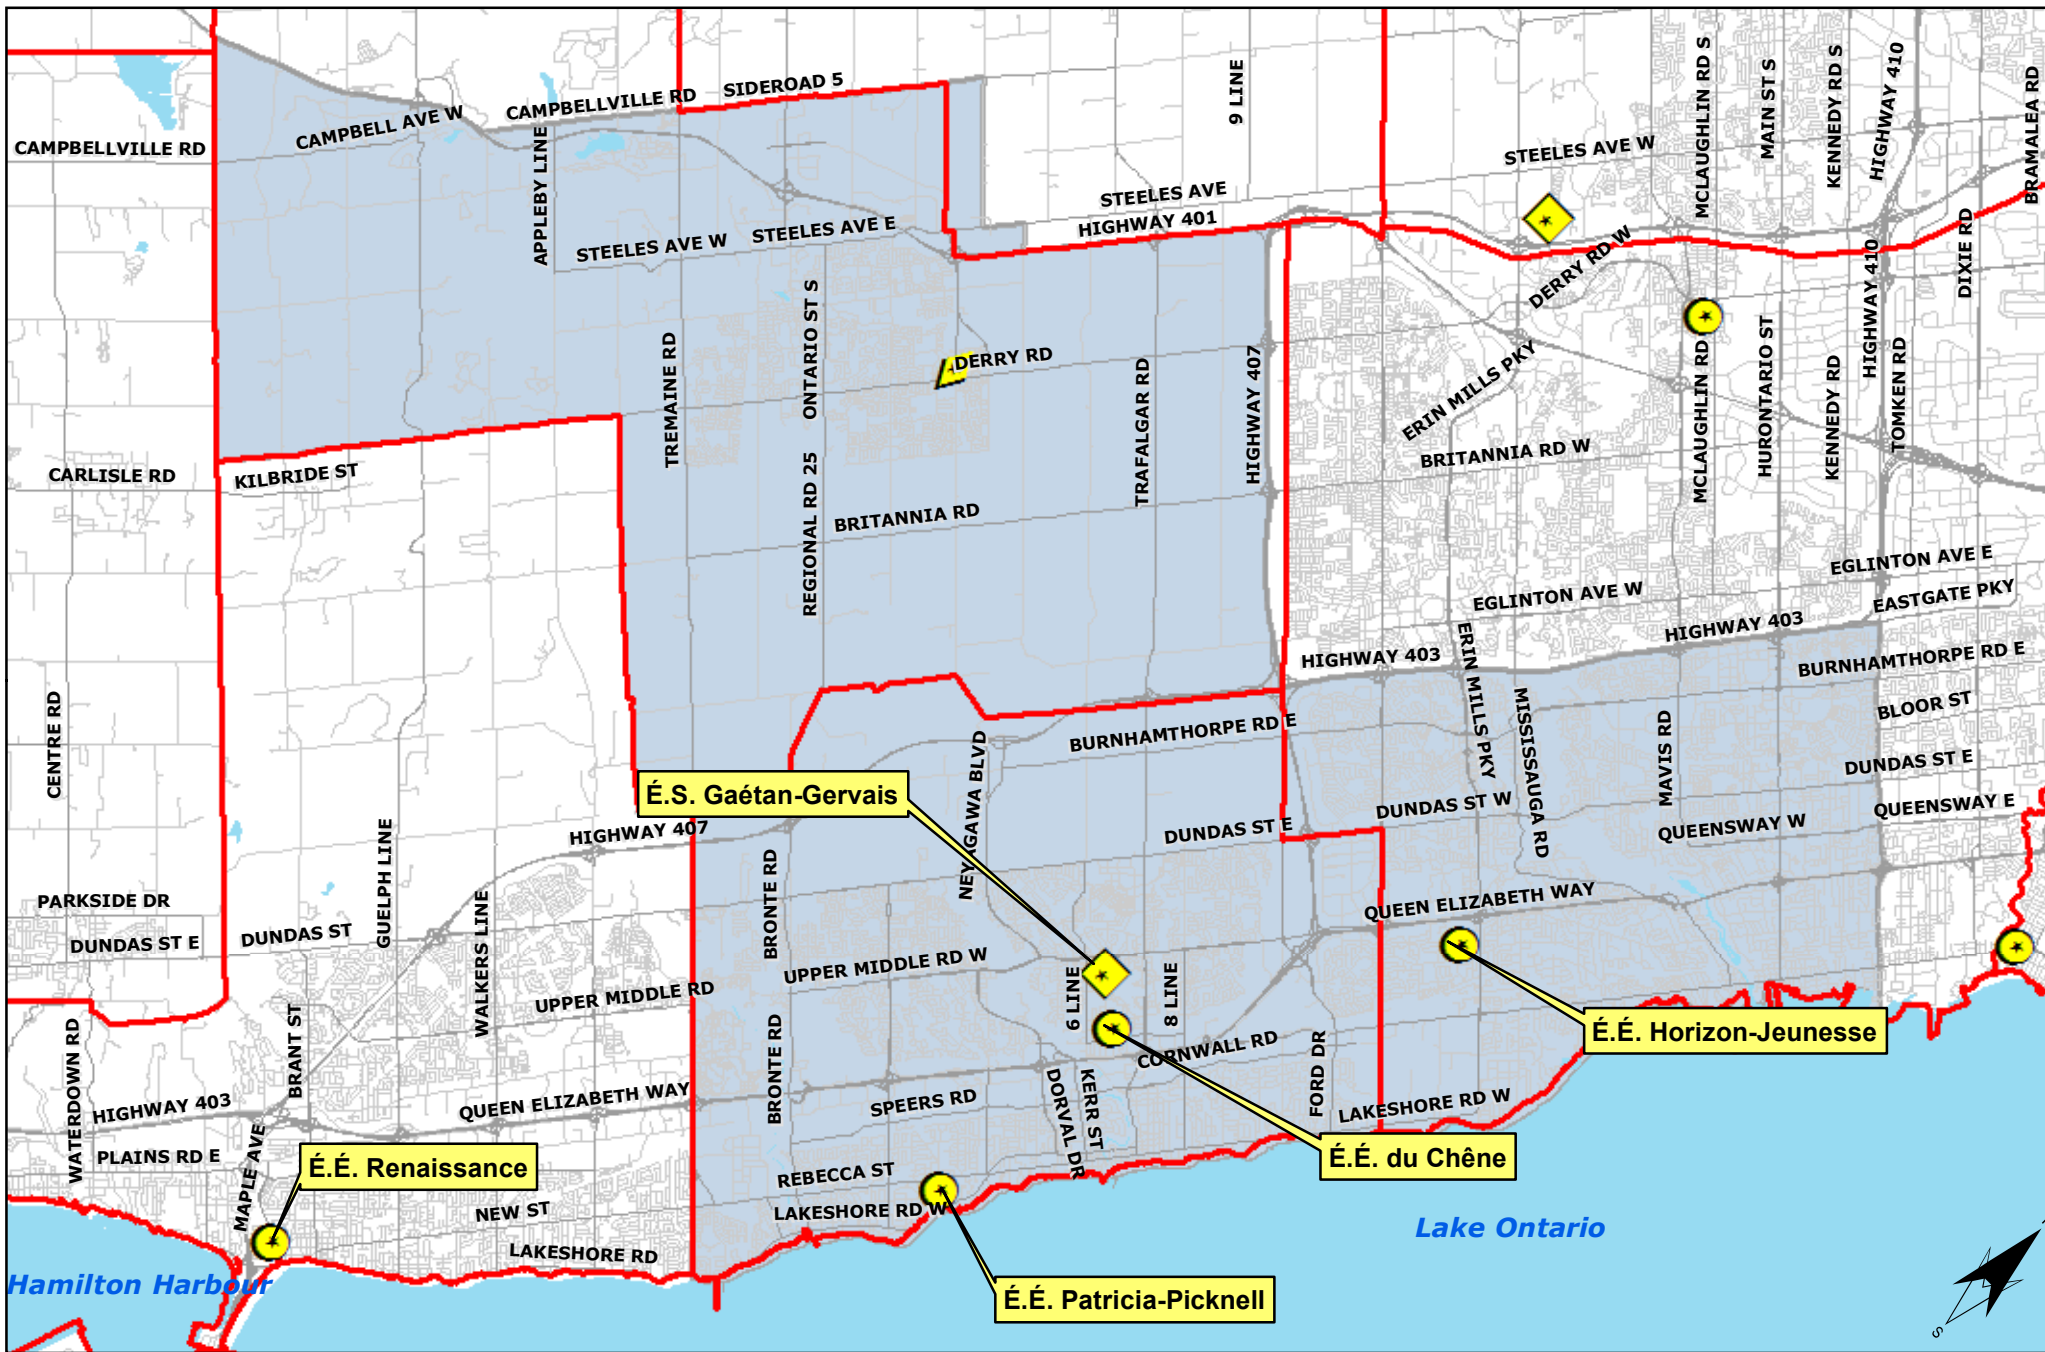 CAMPBELLVILLE RD
SIDEROAD 5
CAMPBELL AVE W
CAMPBELLVILLE RD
APPLEBY LINE
9 LINE
MCLAUGHLIN RD S
MAIN ST S
KENNEDY RD S
HIGHWAY 410
BRAMALEA RD
STEELES AVE W
STEELES AVE
HIGHWAY 401
STEELES AVE W
STEELES AVE E
DERRY RD W
HIGHWAY 410
DIXIE RD
ONTARIO ST S
TREMAINE RD
DERRY RD
TRAFALGAR RD
HIGHWAY 407
ERIN MILLS PKY
MCLAUGHLIN RD
HURONTARIO ST
KENNEDY RD
TOMKEN RD
BRITANNIA RD W
CARLISLE RD
KILBRIDE ST
REGIONAL RD 25
BRITANNIA RD
EGLINTON AVE E
EGLINTON AVE W
EASTGATE PKY
HIGHWAY 403
HIGHWAY 403
ERIN MILLS PKY
BURNHAMTHORPE RD E
BLOOR ST
CENTRE RD
MISSISSAUGA RD
MAVIS RD
BURNHAMTHORPE RD E
NEYAGAWA BLVD
DUNDAS ST E
É.S. Gaétan-Gervais
DUNDAS ST W
QUEENSWAY E
QUEENSWAY W
HIGHWAY 407
DUNDAS ST E
GUELPH LINE
BRONTE RD
PARKSIDE DR
DUNDAS ST E
DUNDAS ST
WALKERS LINE
QUEEN ELIZABETH WAY
UPPER MIDDLE RD W
UPPER MIDDLE RD
6 LINE
8 LINE
É.É. Horizon-Jeunesse
WATERDOWN RD
BRANT ST
BRONTE RD
CORNWALL RD
FORD DR
HIGHWAY 403
QUEEN ELIZABETH WAY
SPEERS RD
DORVAL DR
KERR ST
LAKESHORE RD W
PLAINS RD E
MAPLE AVE
É.É. Renaissance
É.É. du Chêne
REBECCA ST
NEW ST
LAKESHORE RD W
LAKESHORE RD
Lake Ontario
Hamilton Harbour
É.É. Patricia-Picknell
S